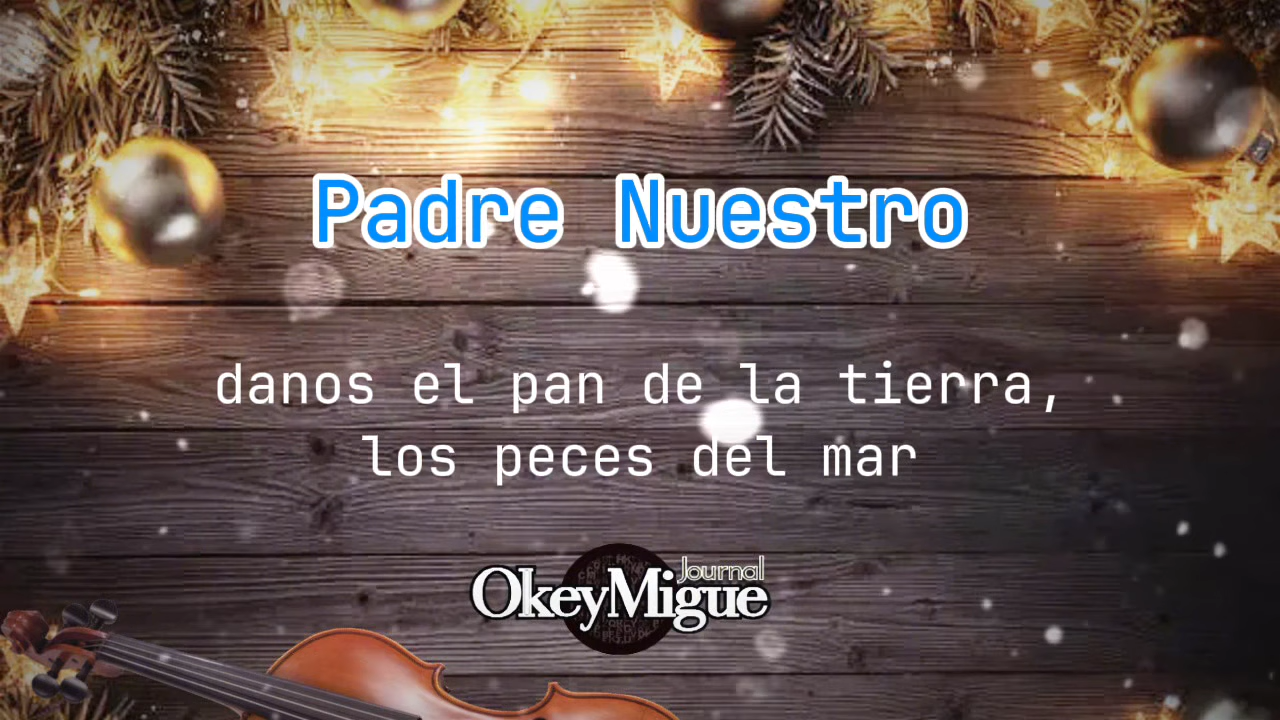 Padre Nuestro
danos el pan de la tierra,
los peces del mar
Journal
OkeyMigue